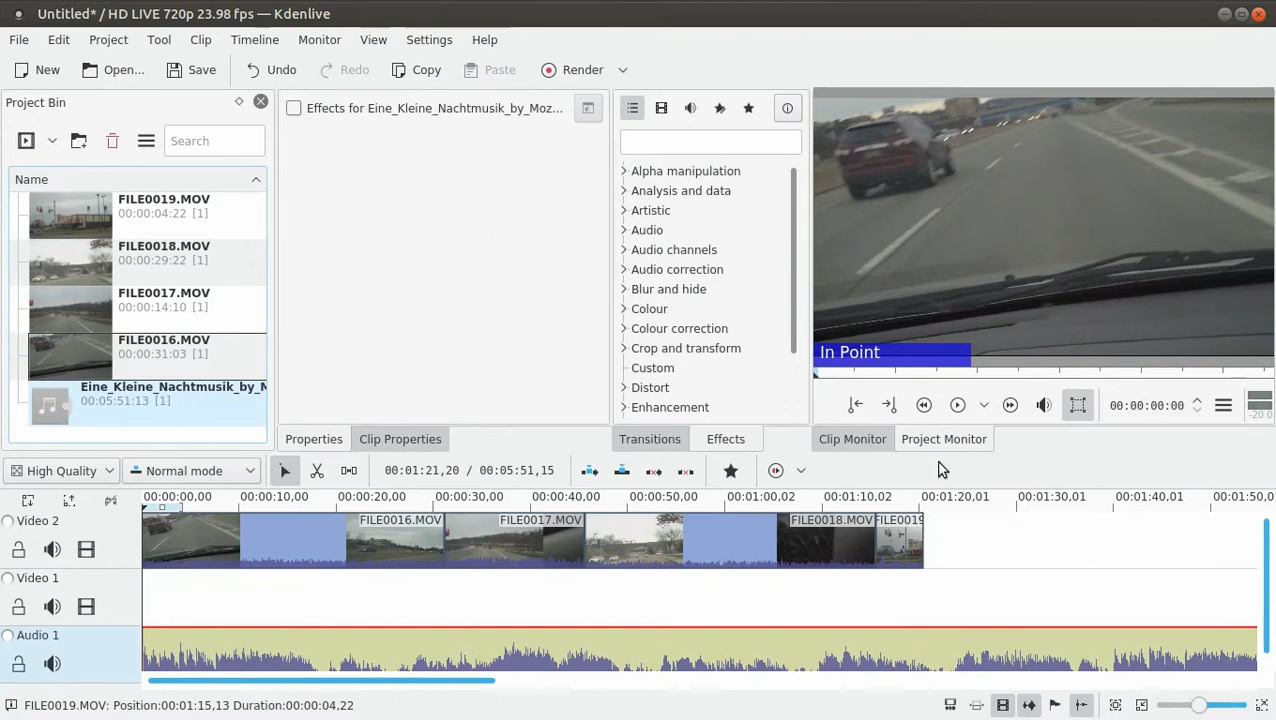 Untitled* / HD LIVE 720p 23.98 fps — Kdenlive
File Edit Project Tool Clip Timeline Monitor View Settings Help
New Open... Save Undo Redo Copy Paste Render
Project Bin
Search
Name
FILE0019.MOV
00:00:04:22 [1]
FILE0018.MOV
00:00:29:22 [1]
FILE0017.MOV
00:00:14:10 [1]
FILE0016.MOV
00:00:31:03 [1]
Eine_Kleine_Nachtmusik_by_M
00:05:51:13 [1]
Effects for Eine_Kleine_Nachtmusik_by_Moz...
Properties Clip Properties
Alpha manipulation
Analysis and data
Artistic
Audio
Audio channels
Audio correction
Blur and hide
Colour
Colour correction
Crop and transform
Custom
Distort
Enhancement
Transitions Effects
In Point
00:00:00:00
-20.0
Clip Monitor Project Monitor
High Quality Normal mode 00:01:21,20 / 00:05:51,15
00:00:00,00 00:00:10,00 00:00:20,00 00:00:30,00 00:00:40,00 00:00:50,00 00:01:00,02 00:01:10,02 00:01:20,01 00:01:30,01 00:01:40,01 00:01:50,0
Video 2
FILE0016.MOV FILE0017.MOV FILE0018.MOV FILE0019
Video 1
Audio 1
FILE0019.MOV: Position:00:01:15,13 Duration:00:00:04,22